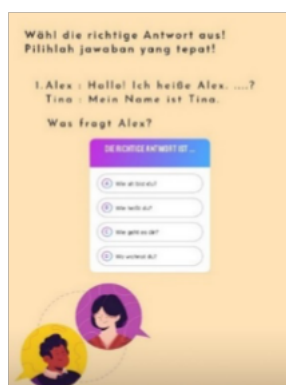 Wähl die richtige Antwort aus!
Pilihlah jawaban yang tepat!
1. Alex : Hallo! Ich heiße Alex. ....?
Tina : Mein Name ist Tina.
Was fragt Alex?
DIE RICHTIGE ANTWORT IST ...
A Wie alt bist du?
B Wie heißt du?
C Wie geht es dir?
D Wo wohnst du?